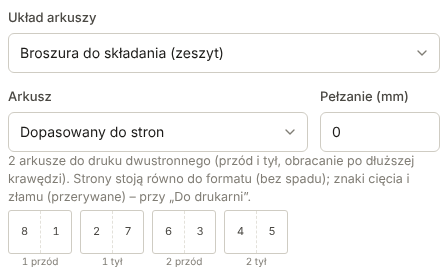 Układ arkuszy
Broszura do składania (zeszyt)
Arkusz
Pełzanie (mm)
Dopasowany do stron
0
2 arkusze do druku dwustronnego (przód i tył, obracanie po dłuższej
krawędzi). Strony stoją równo do formatu (bez spadu); znaki cięcia i
złamu (przerywane) – przy „Do drukarni”.
8 1 2 7 6 3 4 5
1 przód 1 tył 2 przód 2 tył